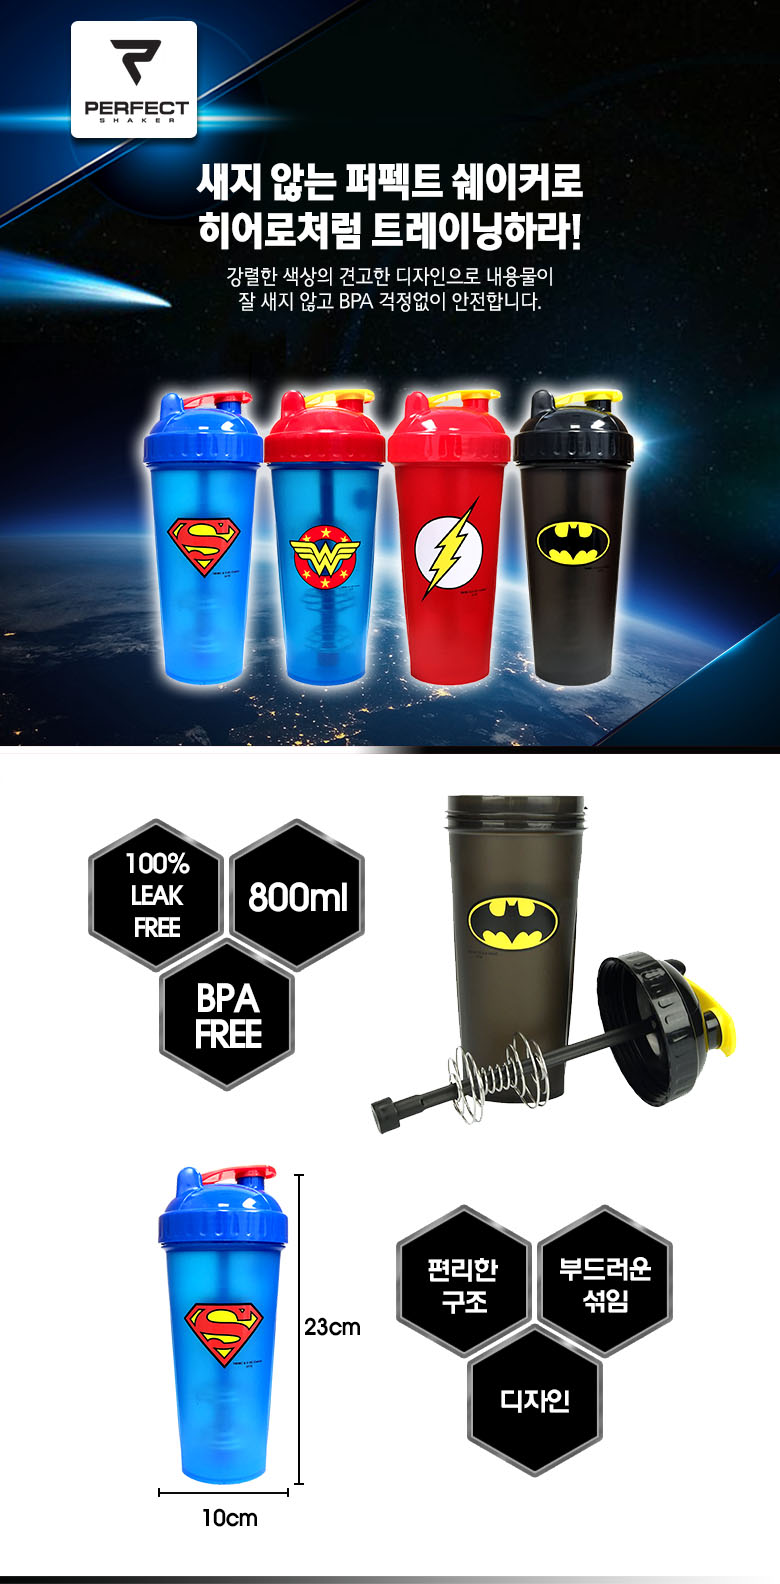 PERFECT
SHAKER
새지 않는 퍼펙트 쉐이커로
히어로처럼 트레이닝하라!
강렬한 색상의 견고한 디자인으로 내용물이
잘 새지 않고 BPA 걱정없이 안전합니다.
100%
LEAK
FREE
800ml
BPA
FREE
23cm
10cm
편리한
구조
부드러운
섞임
디자인